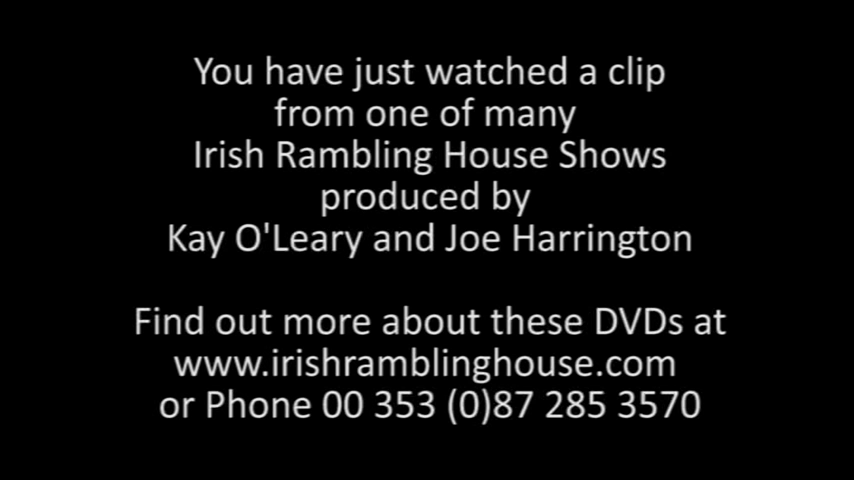 You have just watched a clip
from one of many
Irish Rambling House Shows
produced by
Kay O'Leary and Joe Harrington
Find out more about these DVDs at
www.irishramblinghouse.com
or Phone 00 353 (0)87 285 3570